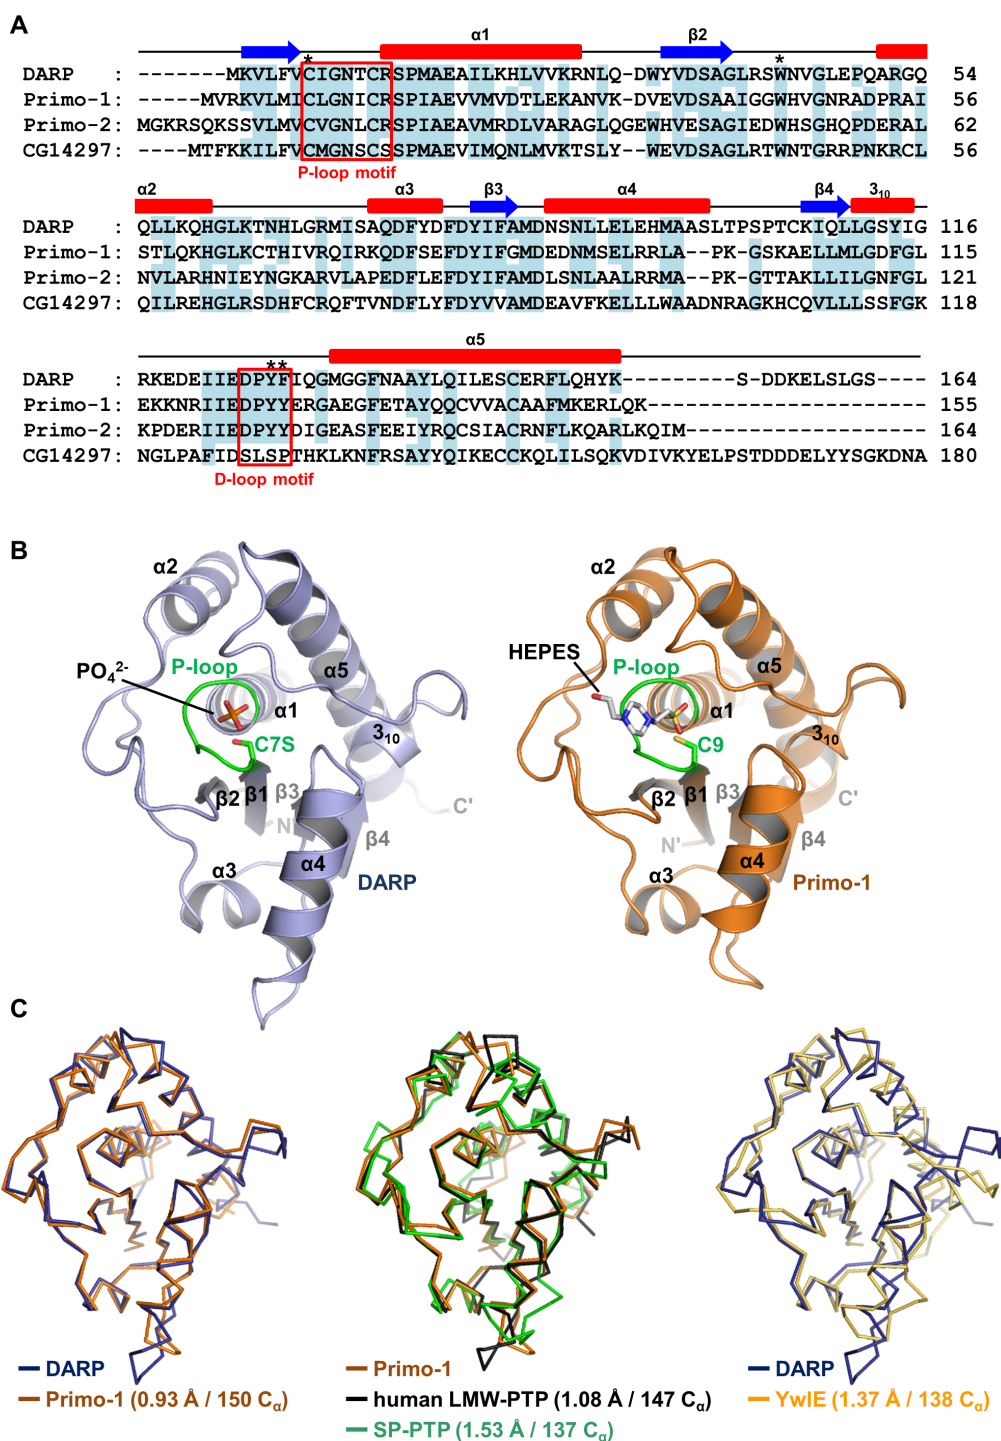 A
α1 β2
* *
DARP : -------MKVLFVCIGNTCRSPMAEAILKHLVVKRNLQ-DWYVDSAGLRSWNVGLEPQARGQ 54
Primo-1: -----MVRKVLMICLGNICRSPIAEVVMVDTLEKANVK-DVEVDSAAIGGWHVGNRADPRAI 56
Primo-2: MGKRSQKSSVLMVCVGNLCRSPIAEAVMRDLVARAGLQGEWHVESAGIEDWHSGHQPDERAL 62
CG14297: ----MTFKKILFVCMGNSCSSPMAEVIMQNLMVKTSLY--WEVDSAGLRTWNTGRRPNKRCL 56
P-loop motif
α2 α3 β3 α4 β4 3₁₀
DARP : QLLKQHGLKTNHLGRMISAQDFYDFDYIFAMDNSNLLELEHMAASLTPSPTCKIQLLGSYIG 116
Primo-1: STLQKHGLKCTHIVRQIRKQDFSEFDYIFGMDEDNMSELRRLA--PK-GSKAELLMLGDFGL 115
Primo-2: NVLARHNIEYNGKARVLAPEDFLEFDYIFAMDLSNLAALRRMA--PK-GTTAKLLILGNFGL 121
CG14297: QILREHGLRSDHFCRQFTVNDFLYFDYVVAMDEAVFKELLLWAADNRAGKHCQVLLLSSFGK 118
α5
**
DARP : RKEDEIIEDPYFIQGMGGFNAAYLQILESCERFLQHYK-------S-DDKELSLGS---- 164
Primo-1: EKKNRIIEDPYYERGAEGFETAYQQCVVACAAFMKERLQK---------------------- 155
Primo-2: KPDERIIEDPYYDIGEASFEEIYRQCSIACRNFLKQARLKQIM------------------- 164
CG14297: NGLPAFIDSLSPTHKLKNFRSAYYQIKECCKQLILSQKVDIVKYELPSTDDDELYYSGKDNA 180
D-loop motif
B
α2
PO₄²⁻
P-loop
α5
α1
3₁₀
C7S
β2 β1 β3
N'
C'
β4
α3 α4
DARP
α2
HEPES
P-loop
α5
α1
3₁₀
C9
β2 β1 β3
N'
C'
β4
α3 α4
Primo-1
C
DARP
Primo-1 (0.93 Å / 150 Cα)
Primo-1
human LMW-PTP (1.08 Å / 147 Cα)
SP-PTP (1.53 Å / 137 Cα)
DARP
YwlE (1.37 Å / 138 Cα)